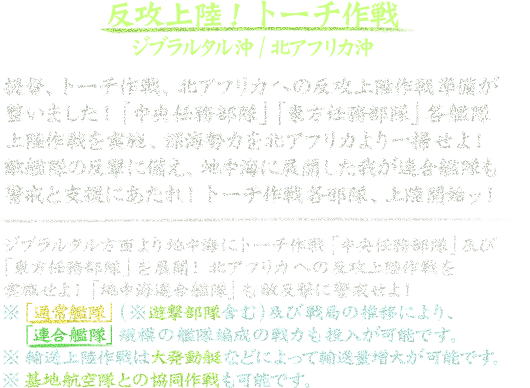 反攻上陸！トーチ作戦
ジブラルタル沖 / 北アフリカ沖
提督、トーチ作戦、北アフリカへの反攻上陸作戦準備が
整いました！「中央任務部隊」「東方任務部隊」各艦隊
上陸作戦を実施、深海勢力を北アフリカより一掃せよ！
敵艦隊の反撃に備え、地中海に展開した我が連合艦隊も
警戒と支援にあたれ！トーチ作戦各部隊、上陸開始ッ！
ジブラルタル方面より地中海にトーチ作戦「中央任務部隊」及び
「東方任務部隊」を展開！北アフリカへの反攻上陸作戦を
実施せよ！「地中海連合艦隊」も敵反撃に警戒せよ！
※「通常艦隊」(※遊撃部隊含む)及び戦局の推移により、
「連合艦隊」規模の艦隊編成の戦力も投入が可能です。
※ 輸送上陸作戦は大発動艇などによって輸送量増大が可能です。
※ 基地航空隊との協同作戦も可能です。